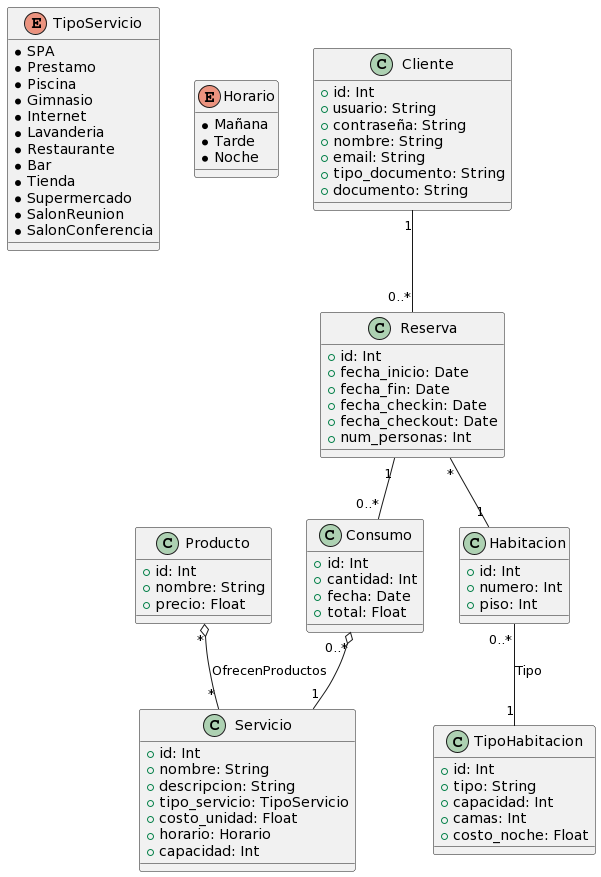 E TipoServicio
SPA
Prestamo
Piscina
Gimnasio
Internet
Lavanderia
Restaurante
Bar
Tienda
Supermercado
SalonReunion
SalonConferencia
E Horario
Mañana
Tarde
Noche
C Cliente
id: Int
usuario: String
contraseña: String
nombre: String
email: String
tipo_documento: String
documento: String
1
0..*
C Reserva
id: Int
fecha_inicio: Date
fecha_fin: Date
fecha_checkin: Date
fecha_checkout: Date
num_personas: Int
1
0..*
*
1
C Producto
id: Int
nombre: String
precio: Float
C Consumo
id: Int
cantidad: Int
fecha: Date
total: Float
C Habitacion
id: Int
numero: Int
piso: Int
*
OfrecenProductos
*
0..*
1
0..*
Tipo
1
C Servicio
id: Int
nombre: String
descripcion: String
tipo_servicio: TipoServicio
costo_unidad: Float
horario: Horario
capacidad: Int
C TipoHabitacion
id: Int
tipo: String
capacidad: Int
camas: Int
costo_noche: Float